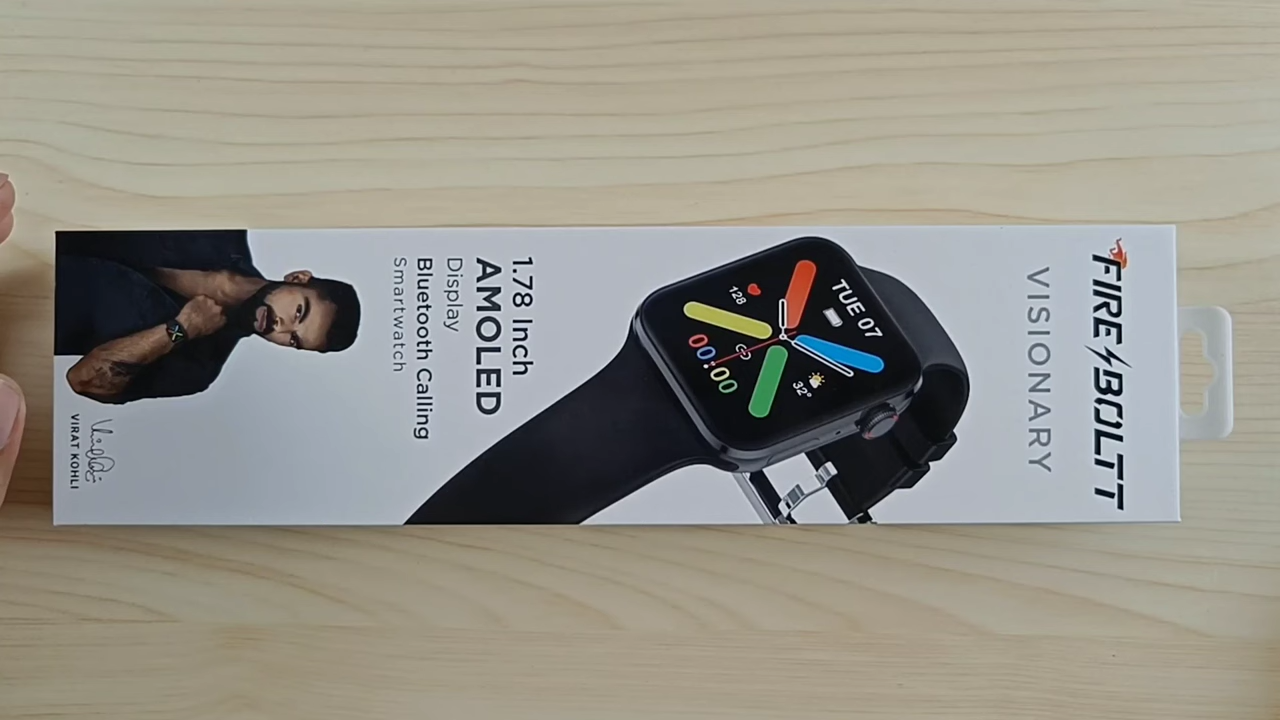 FIRE-BOLTT
VISIONARY
TUE 07
128
32°
00:00
1.78 Inch
AMOLED
Display
Bluetooth Calling
Smartwatch
VIRAT KOHLI